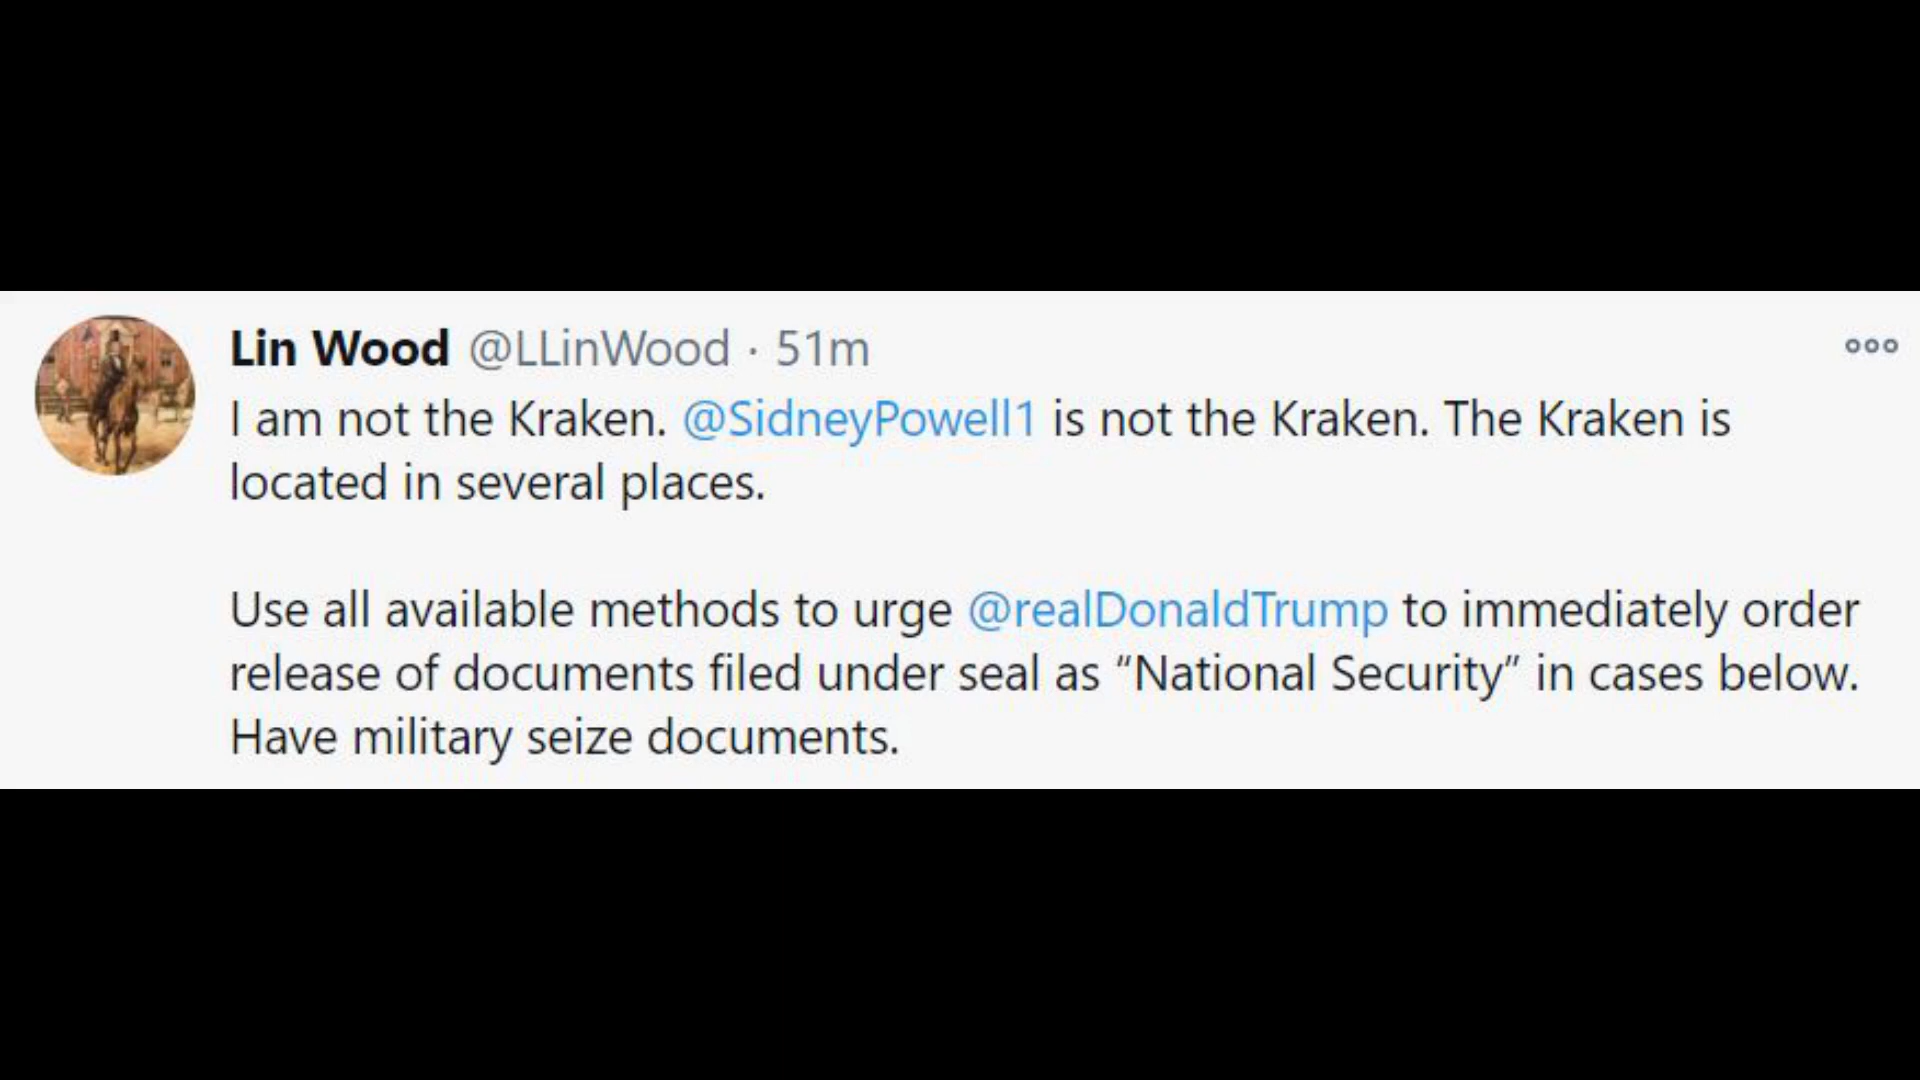 Lin Wood @LLinWood · 51m
I am not the Kraken. @SidneyPowell1 is not the Kraken. The Kraken is
located in several places.
Use all available methods to urge @realDonaldTrump to immediately order
release of documents filed under seal as “National Security” in cases below.
Have military seize documents.